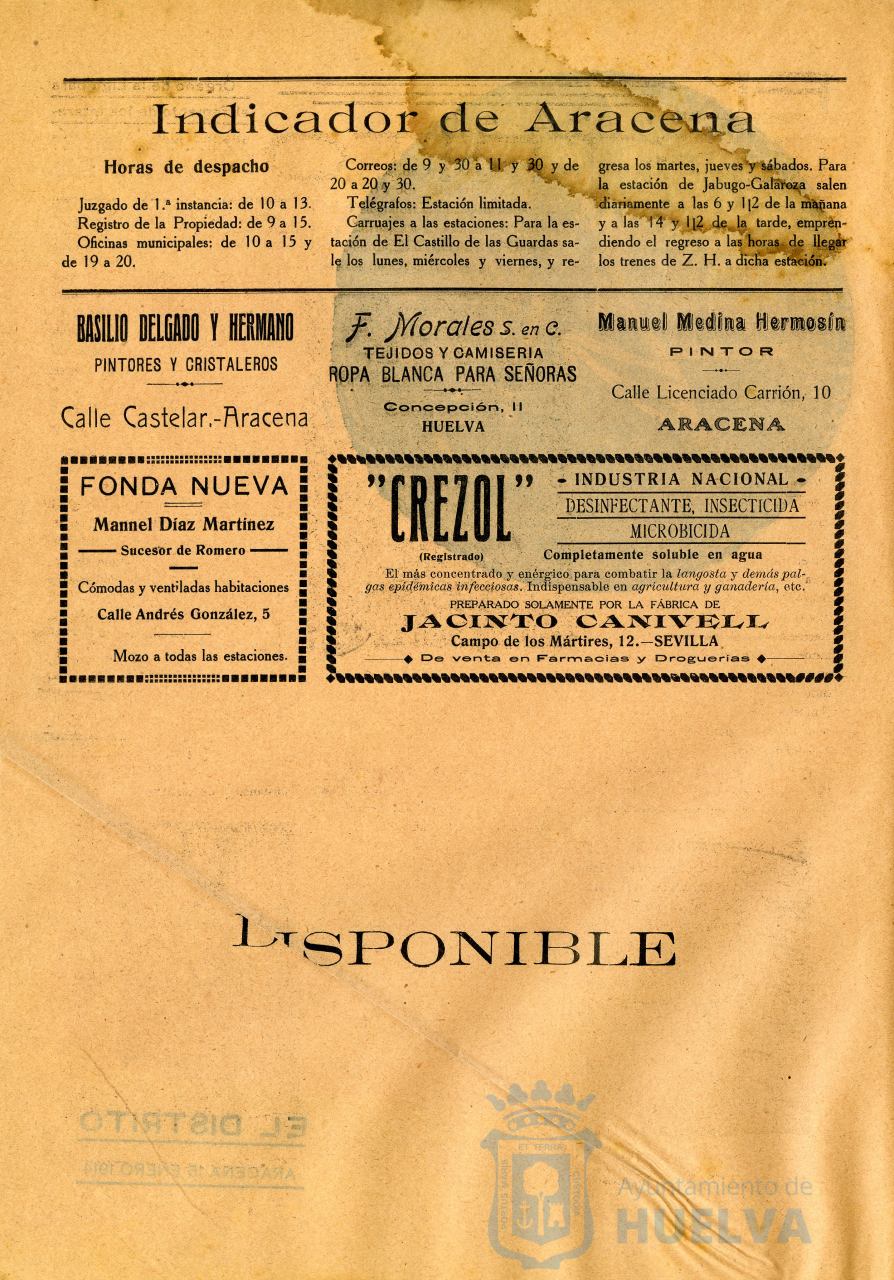 Indicador de Aracena
Horas de despacho
Juzgado de 1.ª instancia: de 10 a 13.
Registro de la Propiedad: de 9 a 15.
Oficinas municipales: de 10 a 15 y
de 19 a 20.
Correos: de 9 y 30 a 11 y 30 y de
20 a 20 y 30.
Telégrafos: Estación limitada.
Carruajes a las estaciones: Para la es-
tación de El Castillo de las Guardas sa-
le los lunes, miércoles y viernes, y re-
gresa los martes, jueves y sábados. Para
la estación de Jabugo-Galaroza salen
diariamente a las 6 y 1|2 de la mañana
y a las 14 y 1|2 de la tarde, empren-
diendo el regreso a las horas de llegar
los trenes de Z. H. a dicha estación.
BASILIO DELGADO Y HERMANO
PINTORES Y CRISTALEROS
Calle Castelar.-Aracena
F. Morales S. en C.
TEJIDOS Y CAMISERIA
ROPA BLANCA PARA SEÑORAS
Concepción, 11
HUELVA
Manuel Medina Hermosín
PINTOR
Calle Licenciado Carrión, 10
ARACENA
FONDA NUEVA
Mannel Díaz Martínez
Sucesor de Romero
Cómodas y ventiladas habitaciones
Calle Andrés González, 5
Mozo a todas las estaciones.
"CREZOL"
(Registrado)
- INDUSTRIA NACIONAL -
DESINFECTANTE, INSECTICIDA
MICROBICIDA
Completamente soluble en agua
El más concentrado y enérgico para combatir la langosta y demás pal-
gas epidémicas infecciosas. Indispensable en agricultura y ganadería, etc.
PREPARADO SOLAMENTE POR LA FÁBRICA DE
JACINTO CANIVELL
Campo de los Mártires, 12.—SEVILLA
De venta en Farmacias y Droguerías
DISPONIBLE
EL DISTRITO
Ayuntamiento de
HUELVA